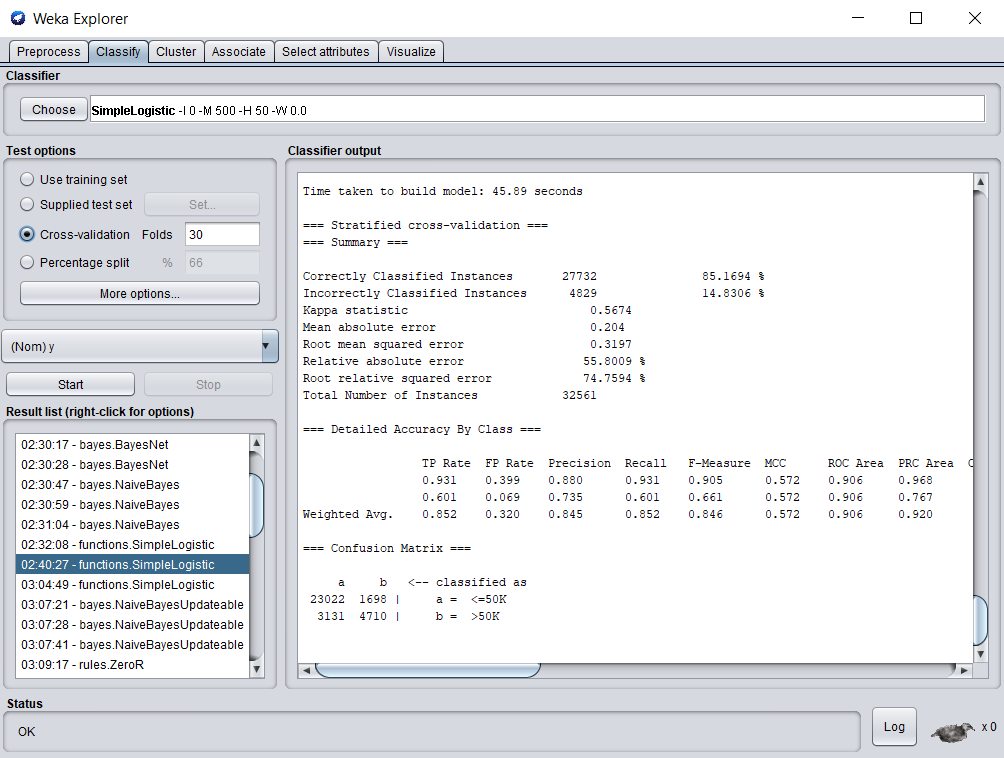 Weka Explorer
Preprocess Classify Cluster Associate Select attributes Visualize
Classifier
Choose SimpleLogistic -I 0 -M 500 -H 50 -W 0.0
Test options
Use training set
Supplied test set Set...
Cross-validation Folds 30
Percentage split % 66
More options...
(Nom) y
Start Stop
Result list (right-click for options)
02:30:17 - bayes.BayesNet
02:30:28 - bayes.BayesNet
02:30:47 - bayes.NaiveBayes
02:30:59 - bayes.NaiveBayes
02:31:04 - bayes.NaiveBayes
02:32:08 - functions.SimpleLogistic
02:40:27 - functions.SimpleLogistic
03:04:49 - functions.SimpleLogistic
03:07:21 - bayes.NaiveBayesUpdateable
03:07:28 - bayes.NaiveBayesUpdateable
03:07:41 - bayes.NaiveBayesUpdateable
03:09:17 - rules.ZeroR
Classifier output
Time taken to build model: 45.89 seconds
=== Stratified cross-validation ===
=== Summary ===
Correctly Classified Instances 27732 85.1694 %
Incorrectly Classified Instances 4829 14.8306 %
Kappa statistic 0.5674
Mean absolute error 0.204
Root mean squared error 0.3197
Relative absolute error 55.8009 %
Root relative squared error 74.7594 %
Total Number of Instances 32561
=== Detailed Accuracy By Class ===
TP Rate FP Rate Precision Recall F-Measure MCC ROC Area PRC Area
0.931 0.399 0.880 0.931 0.905 0.572 0.906 0.968
0.601 0.069 0.735 0.601 0.661 0.572 0.906 0.767
Weighted Avg. 0.852 0.320 0.845 0.852 0.846 0.572 0.906 0.920
=== Confusion Matrix ===
a b <-- classified as
23022 1698 | a = <=50K
3131 4710 | b = >50K
Status
OK
Log x 0